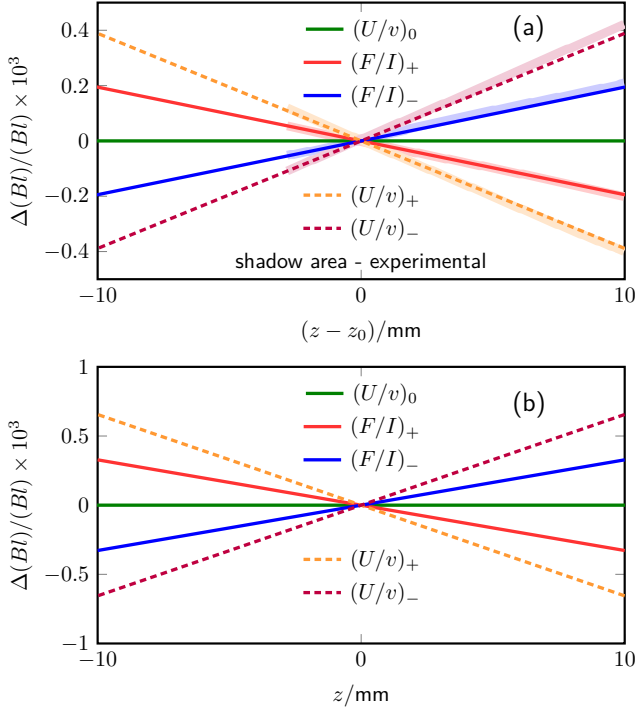 0.4
0.2
0
−0.2
−0.4
Δ(Bl)/(Bl) × 10³
(a)
(U/v)₀
(F/I)₊
(F/I)₋
(U/v)₊
(U/v)₋
shadow area - experimental
−10 0 10
(z − z₀)/mm
1
0.5
0
−0.5
−1
Δ(Bl)/(Bl) × 10³
(b)
(U/v)₀
(F/I)₊
(F/I)₋
(U/v)₊
(U/v)₋
−10 0 10
z/mm